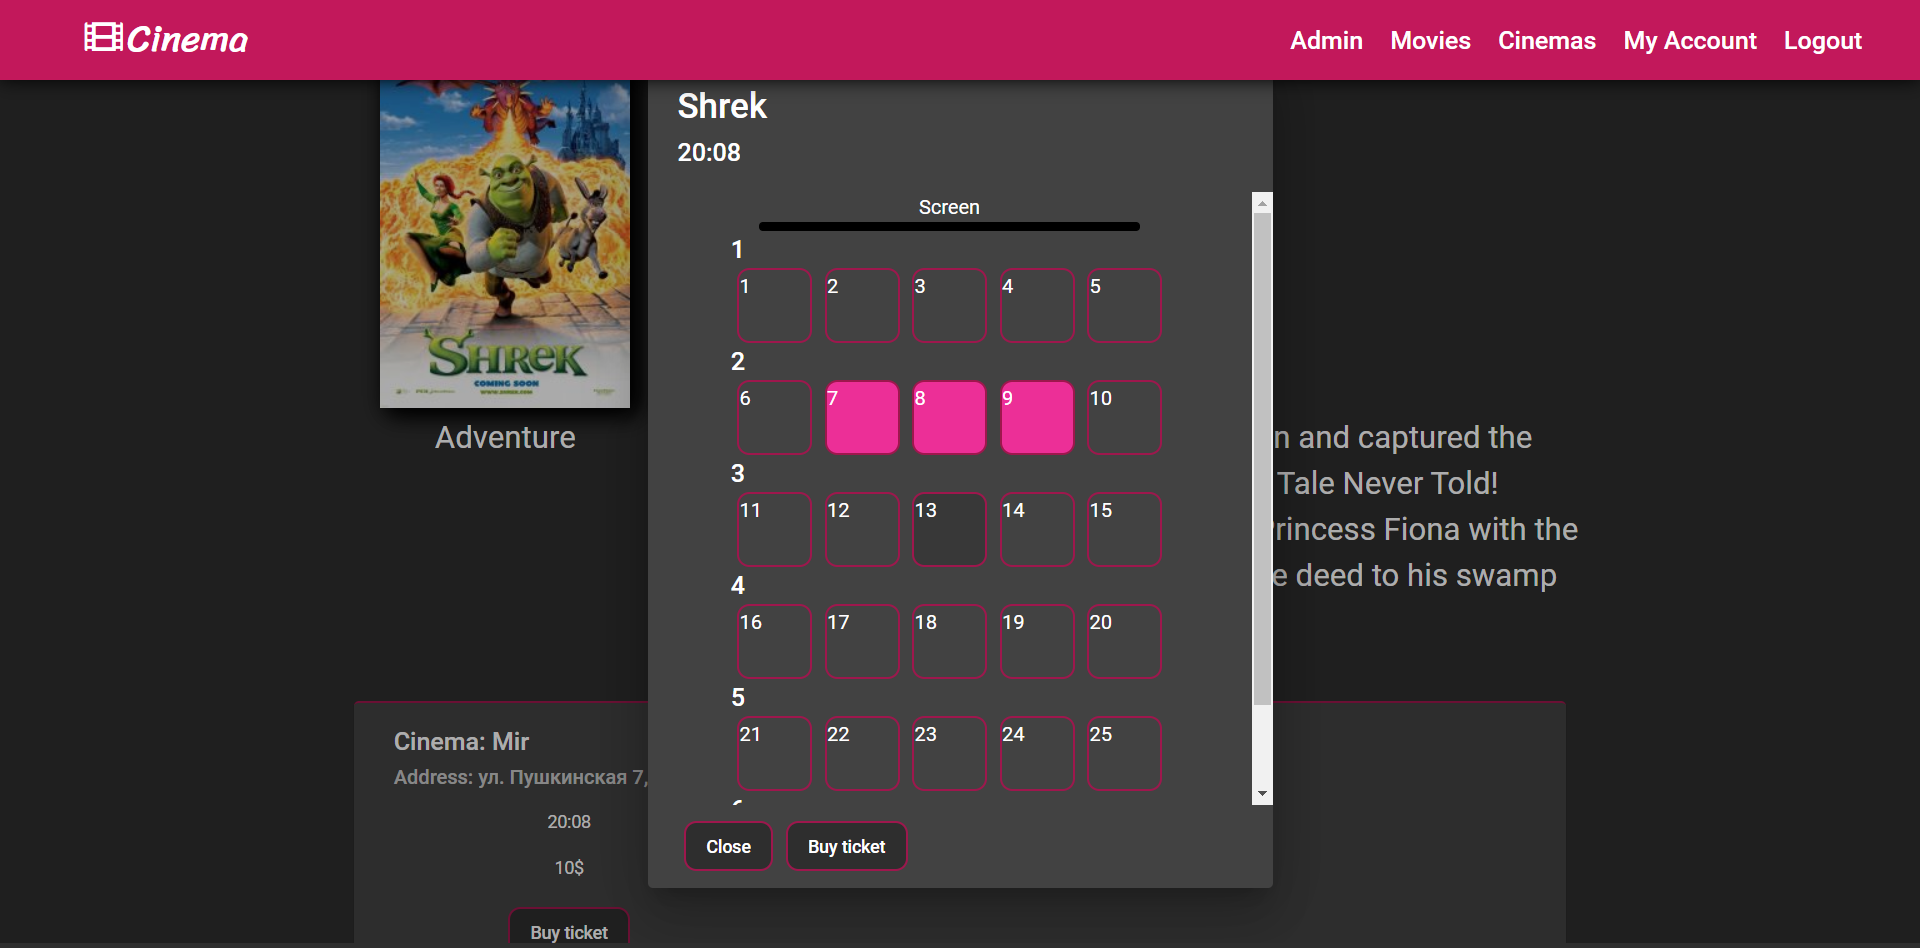 Cinema
Admin Movies Cinemas My Account Logout
Shrek
20:08
Screen
1
1 2 3 4 5
2
6 7 8 9 10
3
11 12 13 14 15
4
16 17 18 19 20
5
21 22 23 24 25
Close Buy ticket
SHREK
COMING SOON
Adventure
n and captured the
Tale Never Told!
rincess Fiona with the
e deed to his swamp
Cinema: Mir
Address: ул. Пушкинская 7,
20:08
10$
Buy ticket